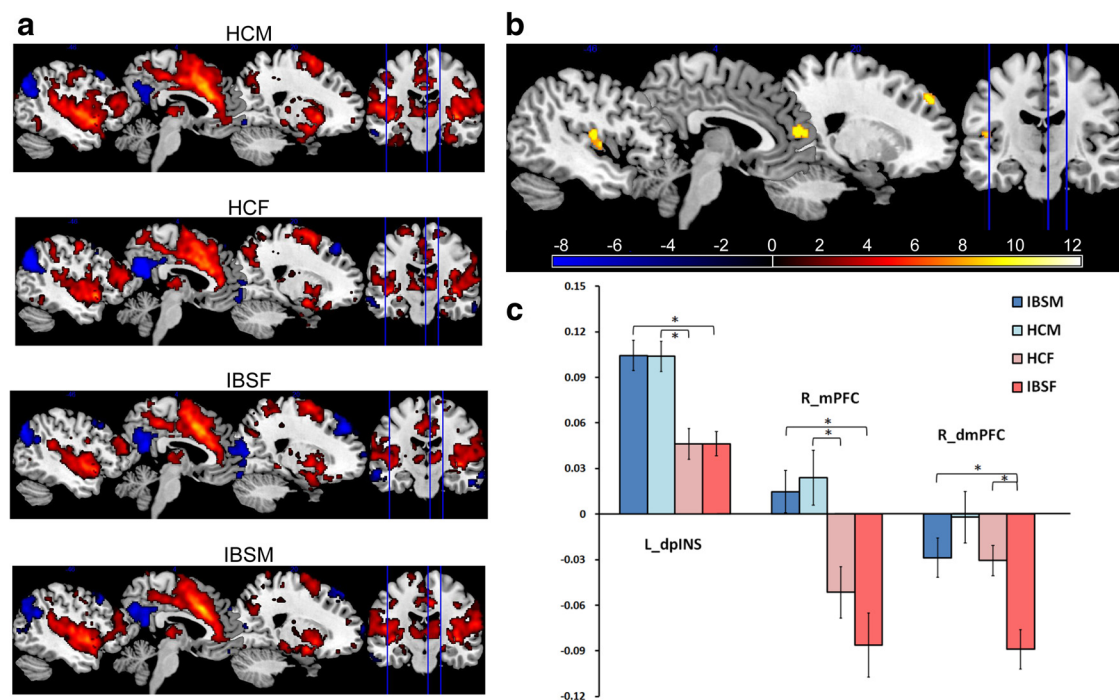 a
HCM
HCF
IBSF
IBSM
b
-8 -6 -4 -2 0 2 4 6 8 10 12
c
0.15
0.12
0.09
0.06
0.03
0
-0.03
-0.06
-0.09
-0.12
IBSM
HCM
HCF
IBSF
*
*
L_dpINS
R_mPFC
*
*
R_dmPFC
*
*